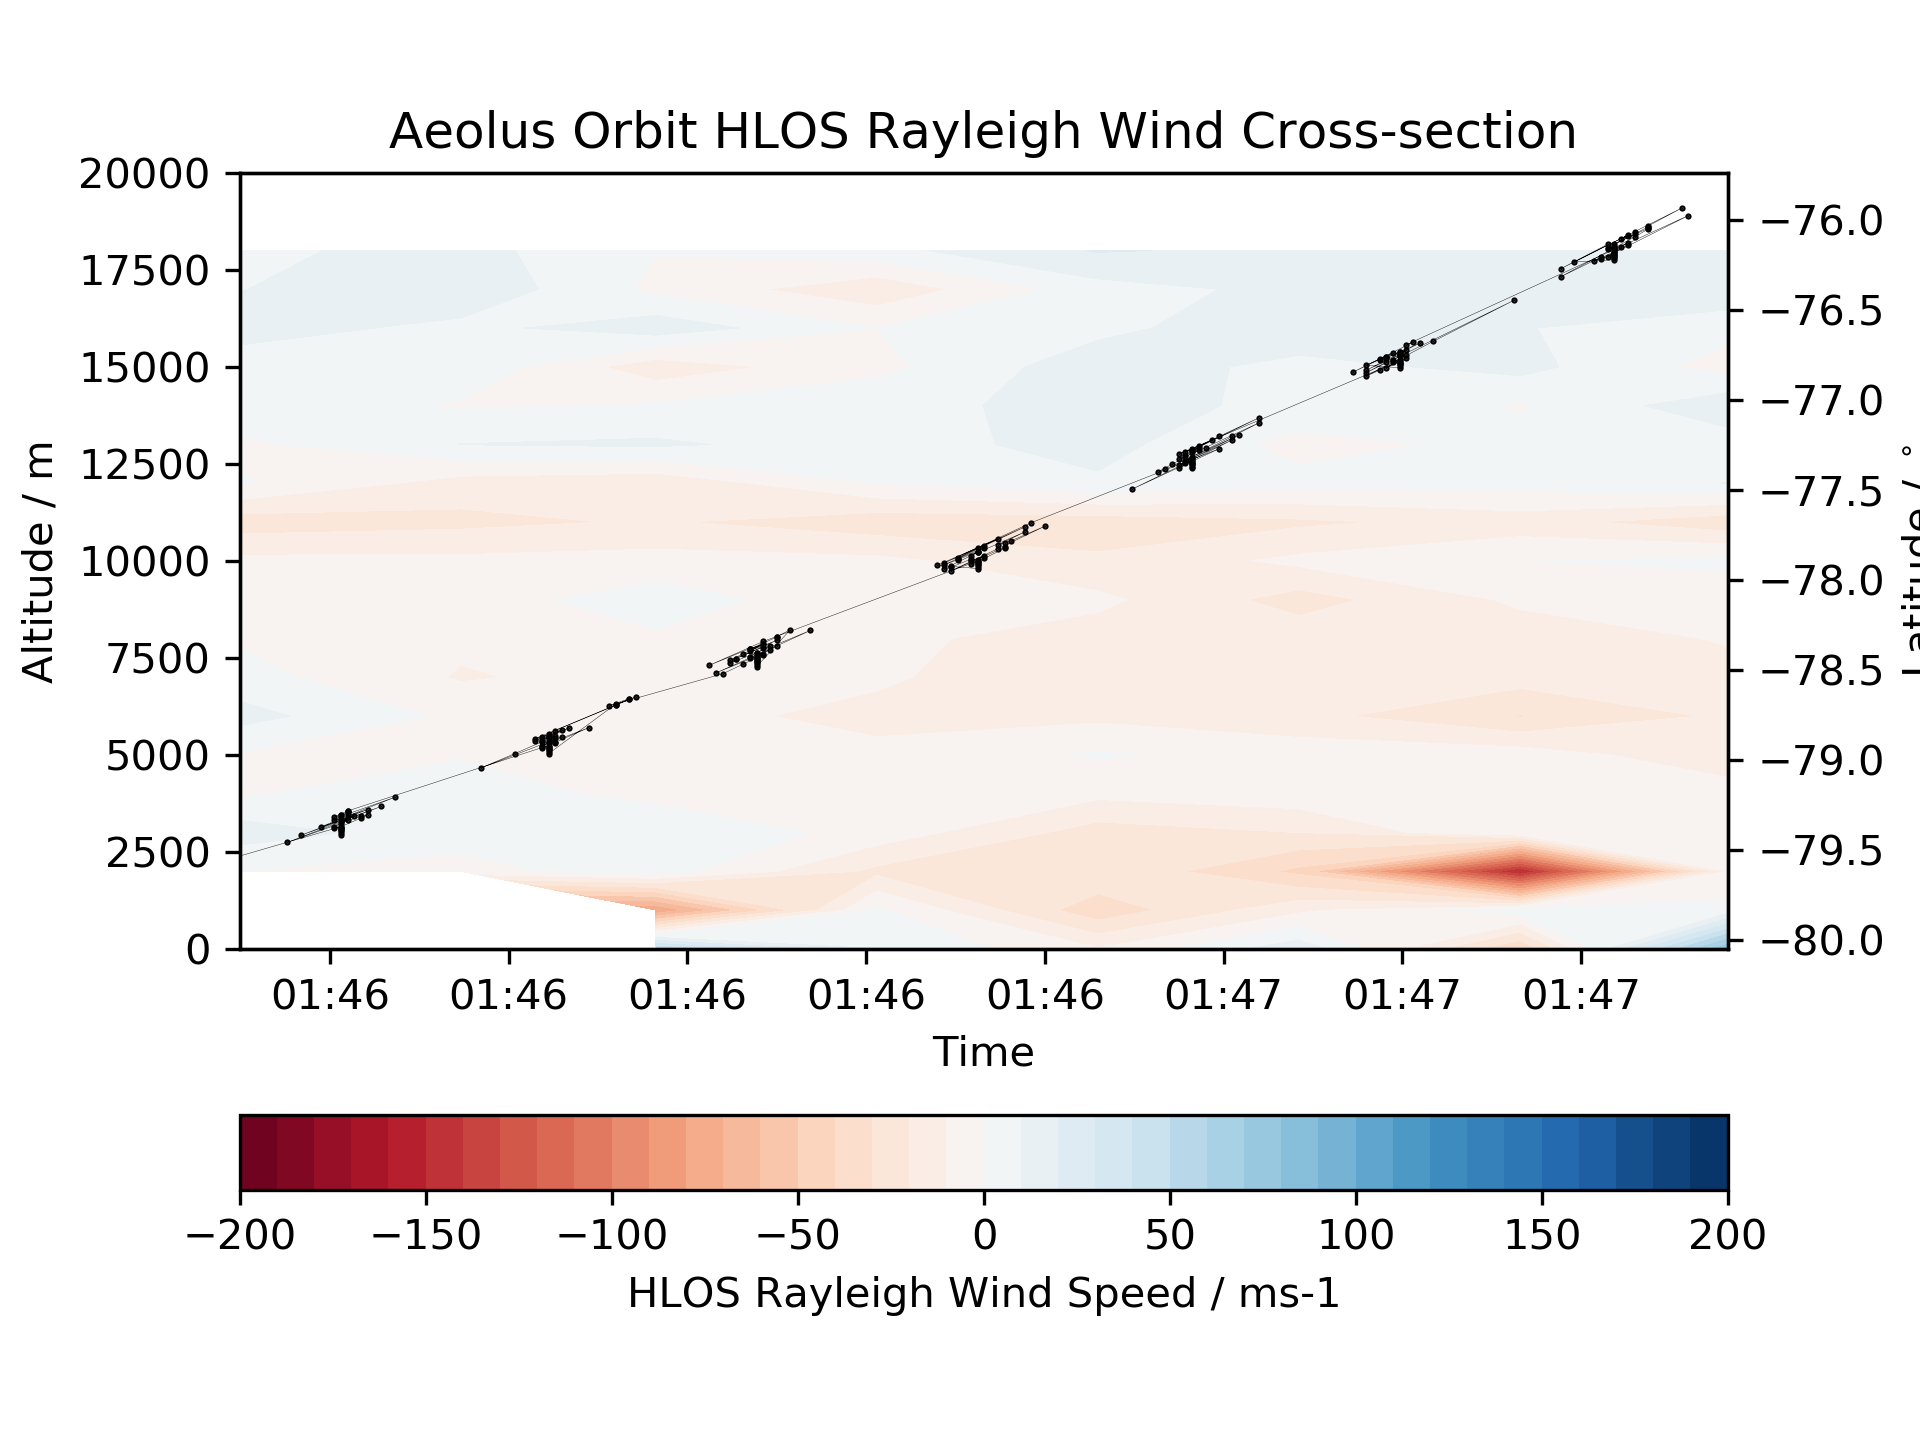 Aeolus Orbit HLOS Rayleigh Wind Cross-section
20000
17500
15000
12500
10000
7500
5000
2500
0
Altitude / m
−76.0
−76.5
−77.0
−77.5
−78.0
−78.5
−79.0
−79.5
−80.0
Latitude / °
01:46 01:46 01:46 01:46 01:46 01:47 01:47 01:47
Time
−200 −150 −100 −50 0 50 100 150 200
HLOS Rayleigh Wind Speed / ms-1